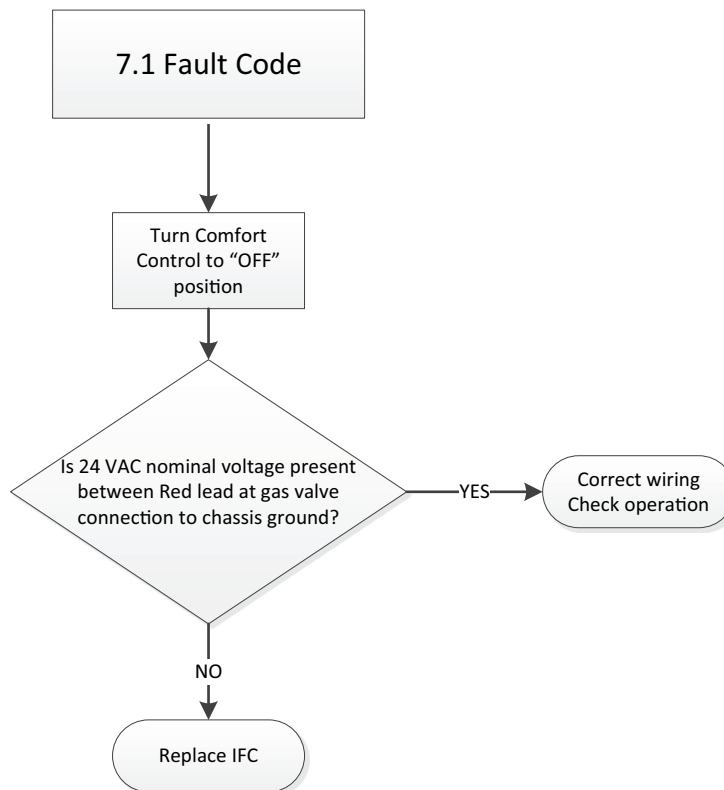 7.1 Fault Code
Turn Comfort
Control to “OFF”
position
Is 24 VAC nominal voltage present
between Red lead at gas valve
connection to chassis ground?
YES
Correct wiring
Check operation
NO
Replace IFC